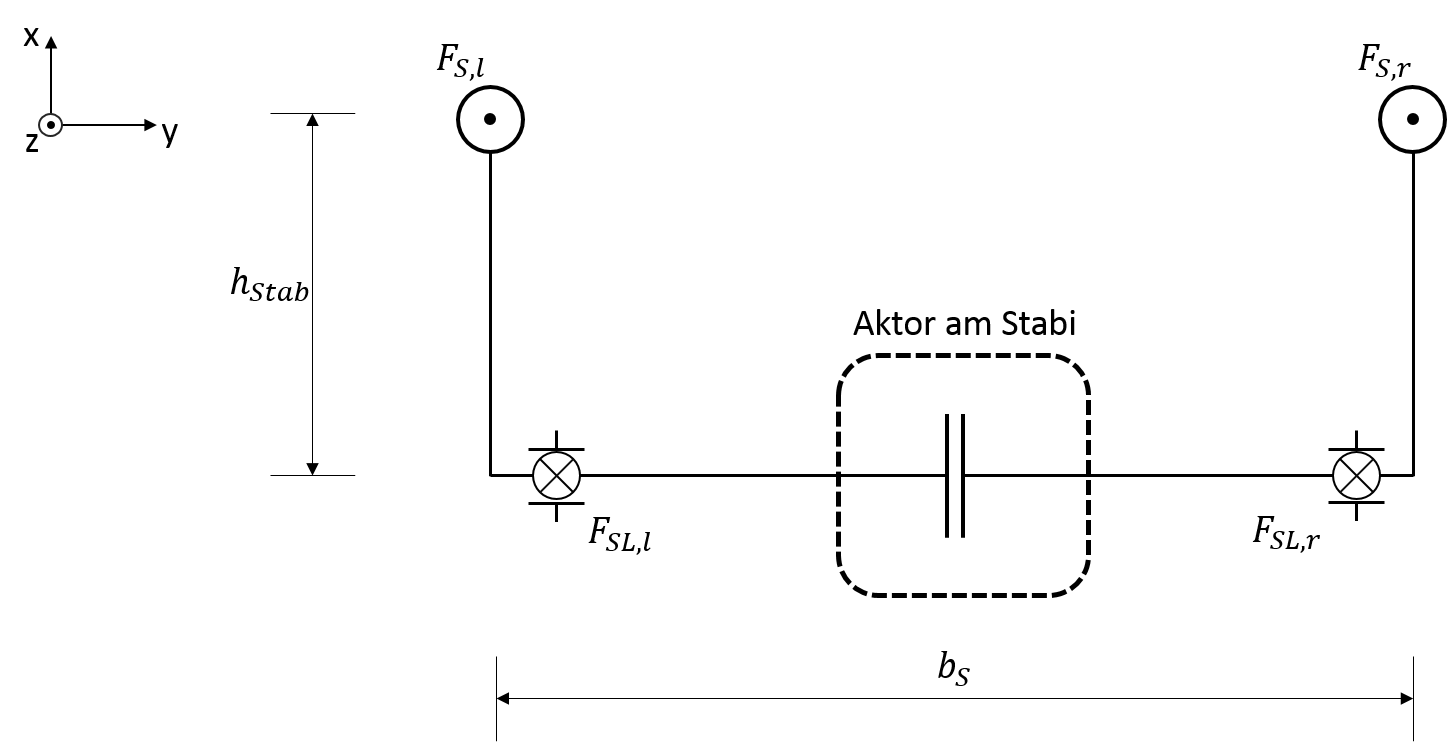 x
z
y
F_{S,l}
F_{S,r}
h_{Stab}
Aktor am Stabi
F_{SL,l}
F_{SL,r}
b_S